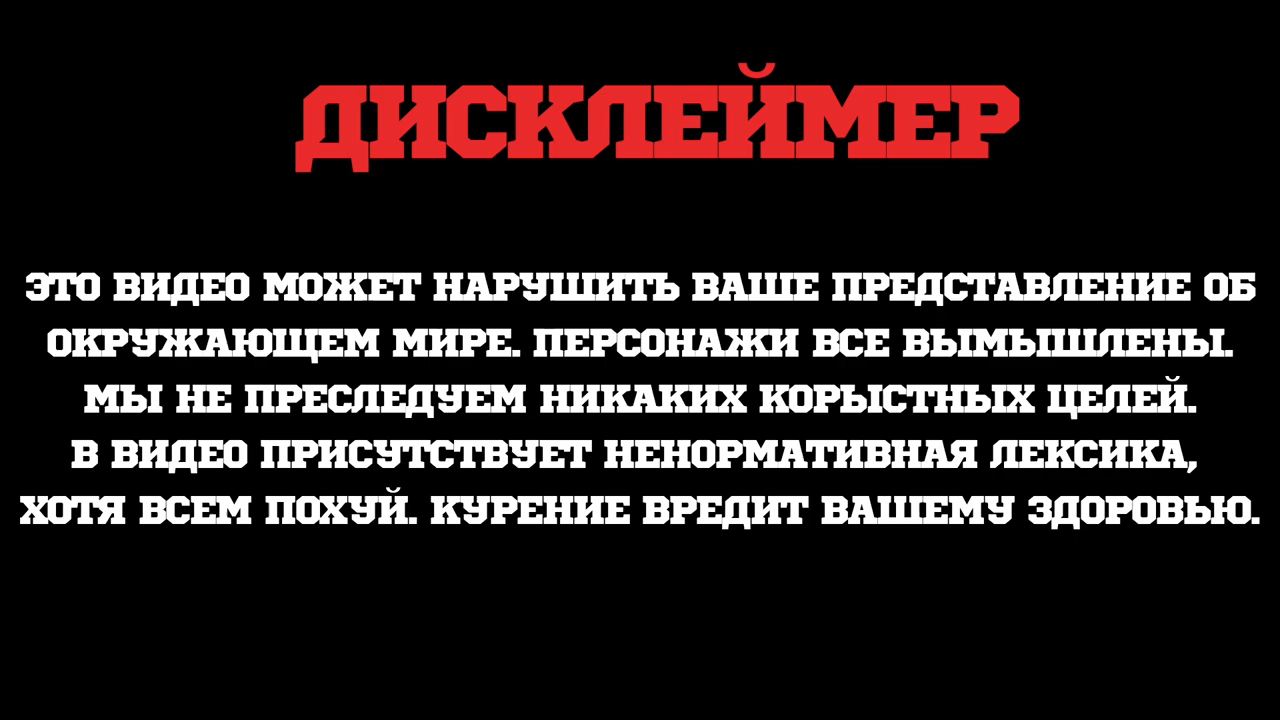 ДИСКЛЕЙМЕР
ЭТО ВИДЕО МОЖЕТ НАРУШИТЬ ВАШЕ ПРЕДСТАВЛЕНИЕ ОБ
ОКРУЖАЮЩЕМ МИРЕ. ПЕРСОНАЖИ ВСЕ ВЫМЫШЛЕНЫ.
МЫ НЕ ПРЕСЛЕДУЕМ НИКАКИХ КОРЫСТНЫХ ЦЕЛЕЙ.
В ВИДЕО ПРИСУТСТВУЕТ НЕНОРМАТИВНАЯ ЛЕКСИКА,
ХОТЯ ВСЕМ ПОХУЙ. КУРЕНИЕ ВРЕДИТ ВАШЕМУ ЗДОРОВЬЮ.